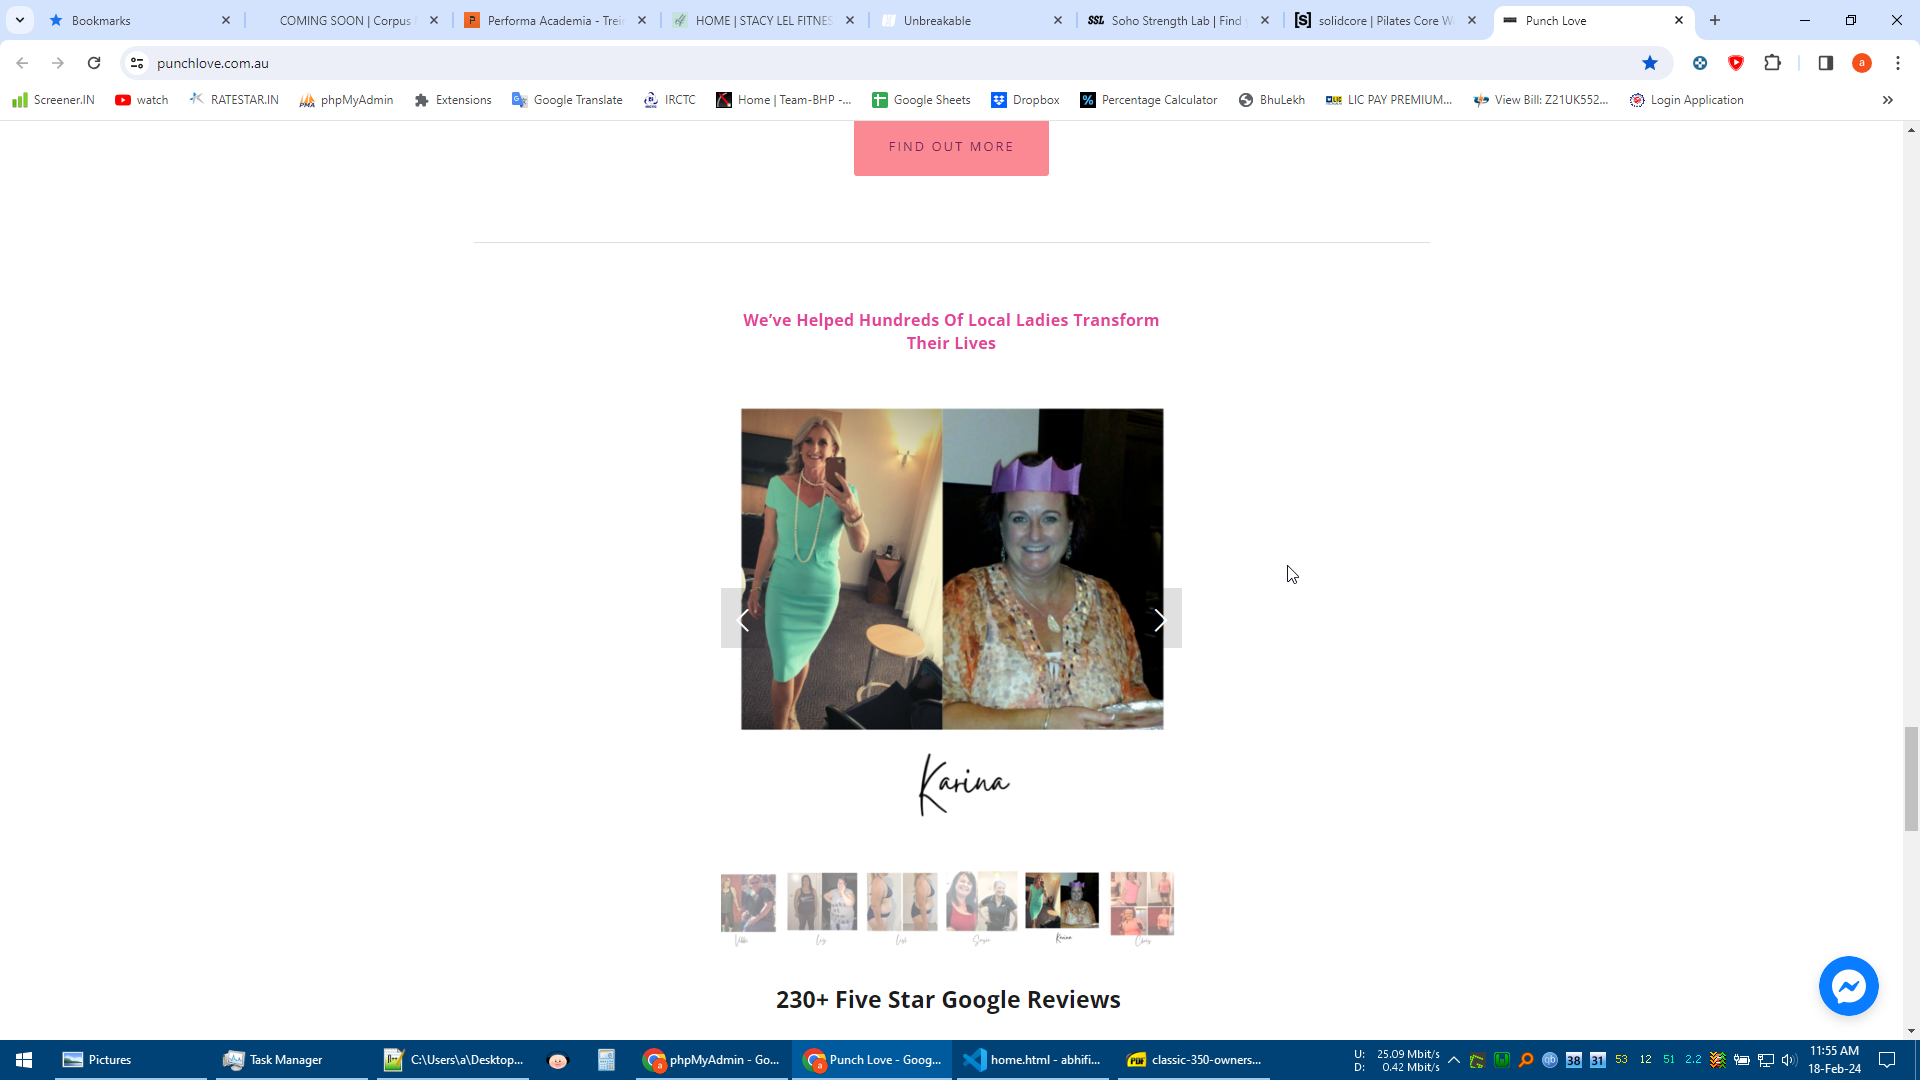 Bookmarks
COMING SOON | Corpus
Performa Academia - Trei
HOME | STACY LEL FITNES
Unbreakable
SSL Soho Strength Lab | Find
[S] solidcore | Pilates Core W
Punch Love
punchlove.com.au
a
Screener.IN
watch
RATESTAR.IN
phpMyAdmin
Extensions
Google Translate
IRCTC
Home | Team-BHP -...
Google Sheets
Dropbox
Percentage Calculator
BhuLekh
LIC PAY PREMIUM...
View Bill: Z21UK552...
Login Application
FIND OUT MORE
We’ve Helped Hundreds Of Local Ladies Transform
Their Lives
Karina
Karina
Chris
230+ Five Star Google Reviews
Pictures
Task Manager
C:\Users\a\Desktop...
phpMyAdmin - Go...
Punch Love - Goog...
home.html - abhifi...
classic-350-owners...
U: 25.09 Mbit/s
D: 0.42 Mbit/s
38
31
53
12
51
2.2
11:55 AM
18-Feb-24